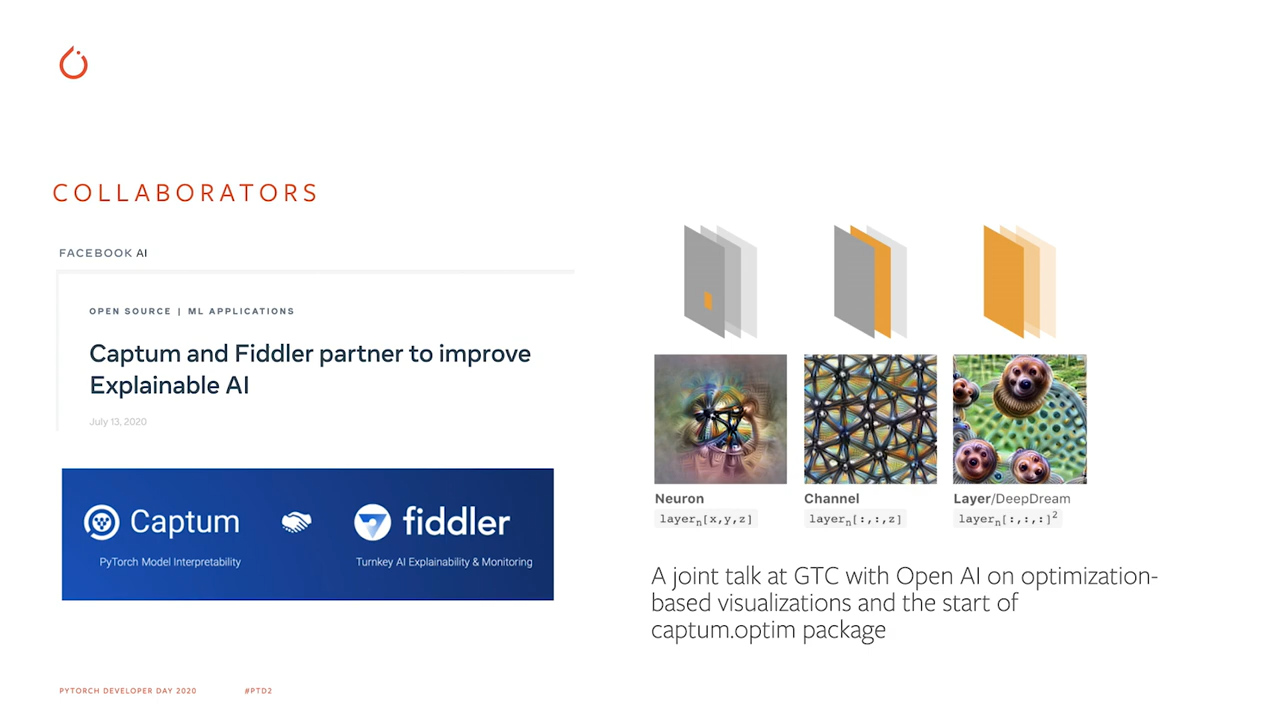 COLLABORATORS
FACEBOOK AI
OPEN SOURCE | ML APPLICATIONS
Captum and Fiddler partner to improve
Explainable AI
July 13, 2020
Captum
PyTorch Model Interpretability
fiddler
Turnkey AI Explainability & Monitoring
Neuron
layern[x,y,z]
Channel
layern[:,:,z]
Layer/DeepDream
layern[:,:,:]2
A joint talk at GTC with Open AI on optimization-
based visualizations and the start of
captum.optim package
PYTORCH DEVELOPER DAY 2020
#PTD2